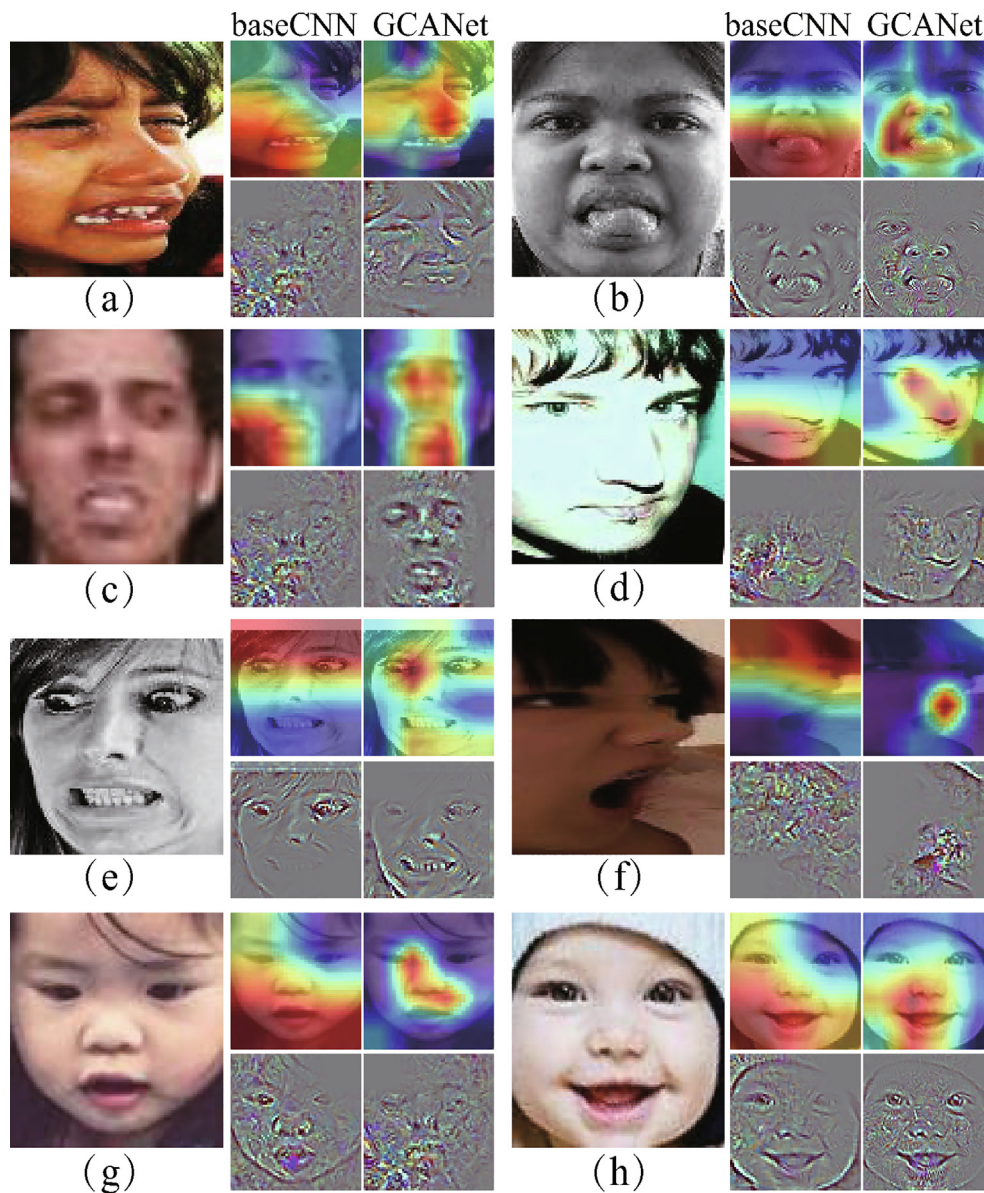 baseCNN GCANet baseCNN GCANet
(a) (b)
(c) (d)
(e) (f)
(g) (h)